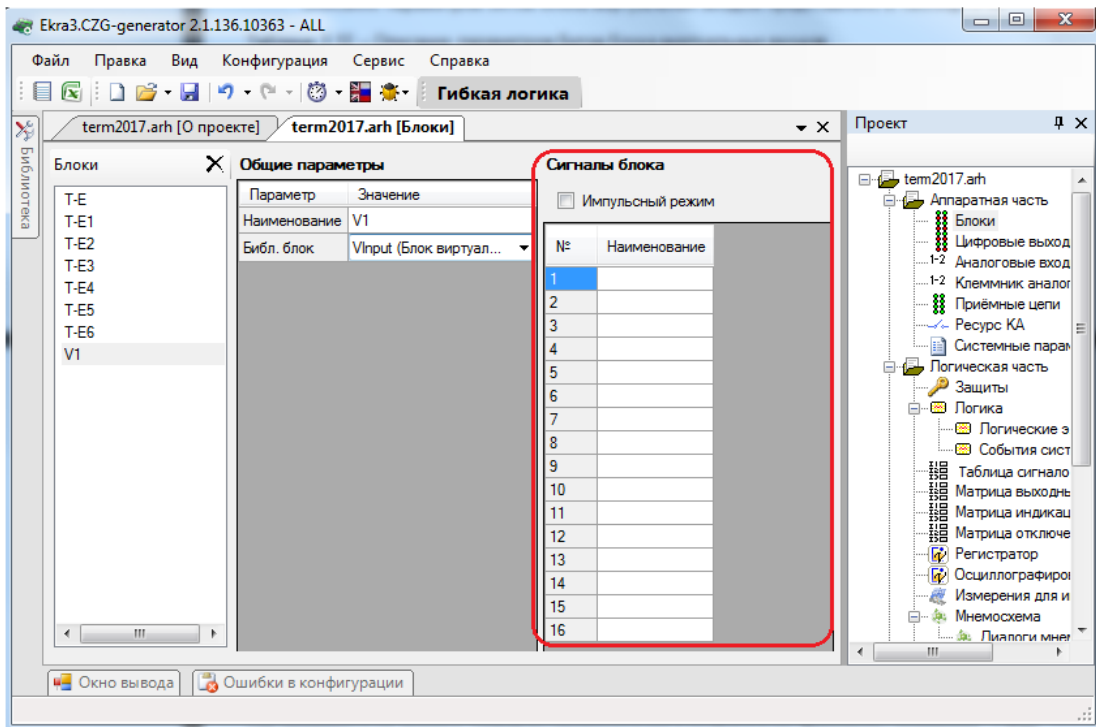 Ekra3.CZG-generator 2.1.136.10363 - ALL
Файл Правка Вид Конфигурация Сервис Справка
Гибкая логика
Библиотека
term2017.arh [О проекте] term2017.arh [Блоки]
Блоки
T-E
T-E1
T-E2
T-E3
T-E4
T-E5
T-E6
V1
Общие параметры
Параметр Значение
Наименование V1
Библ. блок VInput (Блок виртуал...
Сигналы блока
Импульсный режим
№ Наименование
1
2
3
4
5
6
7
8
9
10
11
12
13
14
15
16
Проект
term2017.arh
Аппаратная часть
Блоки
Цифровые выход
1-2 Аналоговые вход
1-2 Клеммник аналог
Приёмные цепи
Ресурс КА
Системные парам
Логическая часть
Защиты
Логика
Логические э
События сист
Таблица сигнало
Матрица выходнь
Матрица индикац
Матрица отключе
Регистратор
Осциллографиро
Измерения для и
Мнемосхема
Диалоги мнем
Окно вывода Ошибки в конфигурации